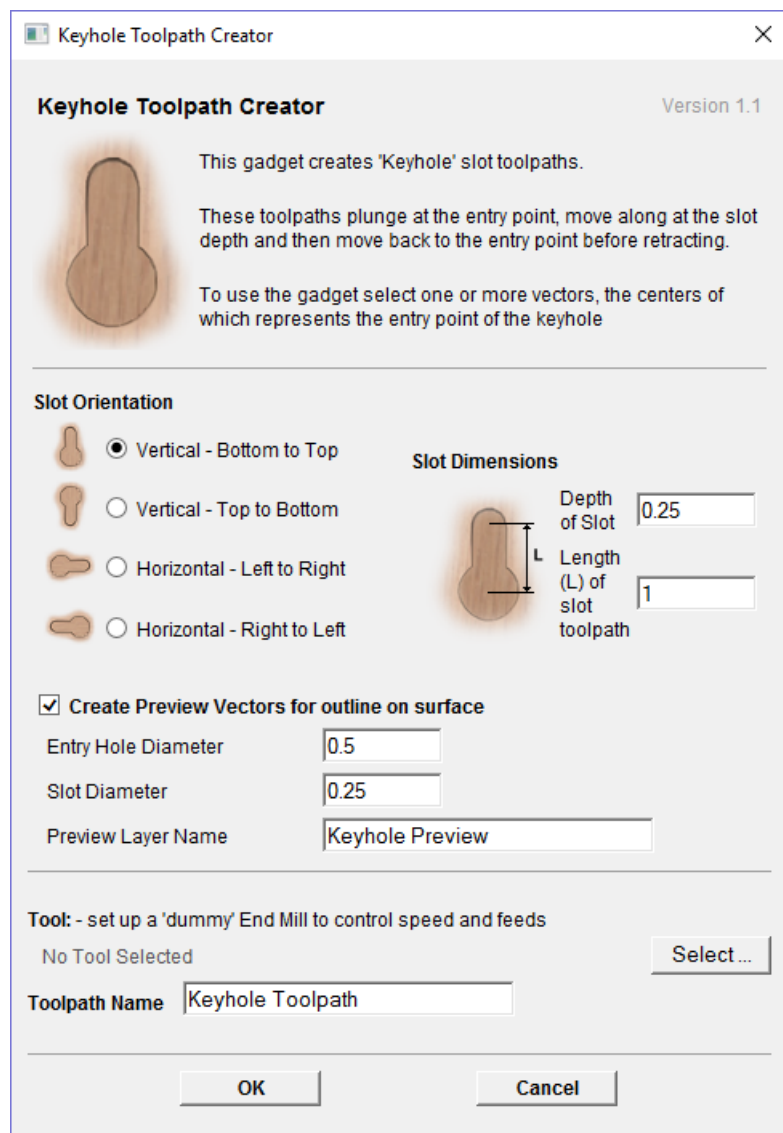 Keyhole Toolpath Creator
Keyhole Toolpath Creator
Version 1.1
This gadget creates 'Keyhole' slot toolpaths.
These toolpaths plunge at the entry point, move along at the slot
depth and then move back to the entry point before retracting.
To use the gadget select one or more vectors, the centers of
which represents the entry point of the keyhole
Slot Orientation
Vertical - Bottom to Top
Vertical - Top to Bottom
Horizontal - Left to Right
Horizontal - Right to Left
Slot Dimensions
L
Depth
of Slot
0.25
Length
(L) of
slot
toolpath
1
Create Preview Vectors for outline on surface
Entry Hole Diameter
0.5
Slot Diameter
0.25
Preview Layer Name
Keyhole Preview
Tool: - set up a 'dummy' End Mill to control speed and feeds
No Tool Selected
Select ...
Toolpath Name
Keyhole Toolpath
OK
Cancel